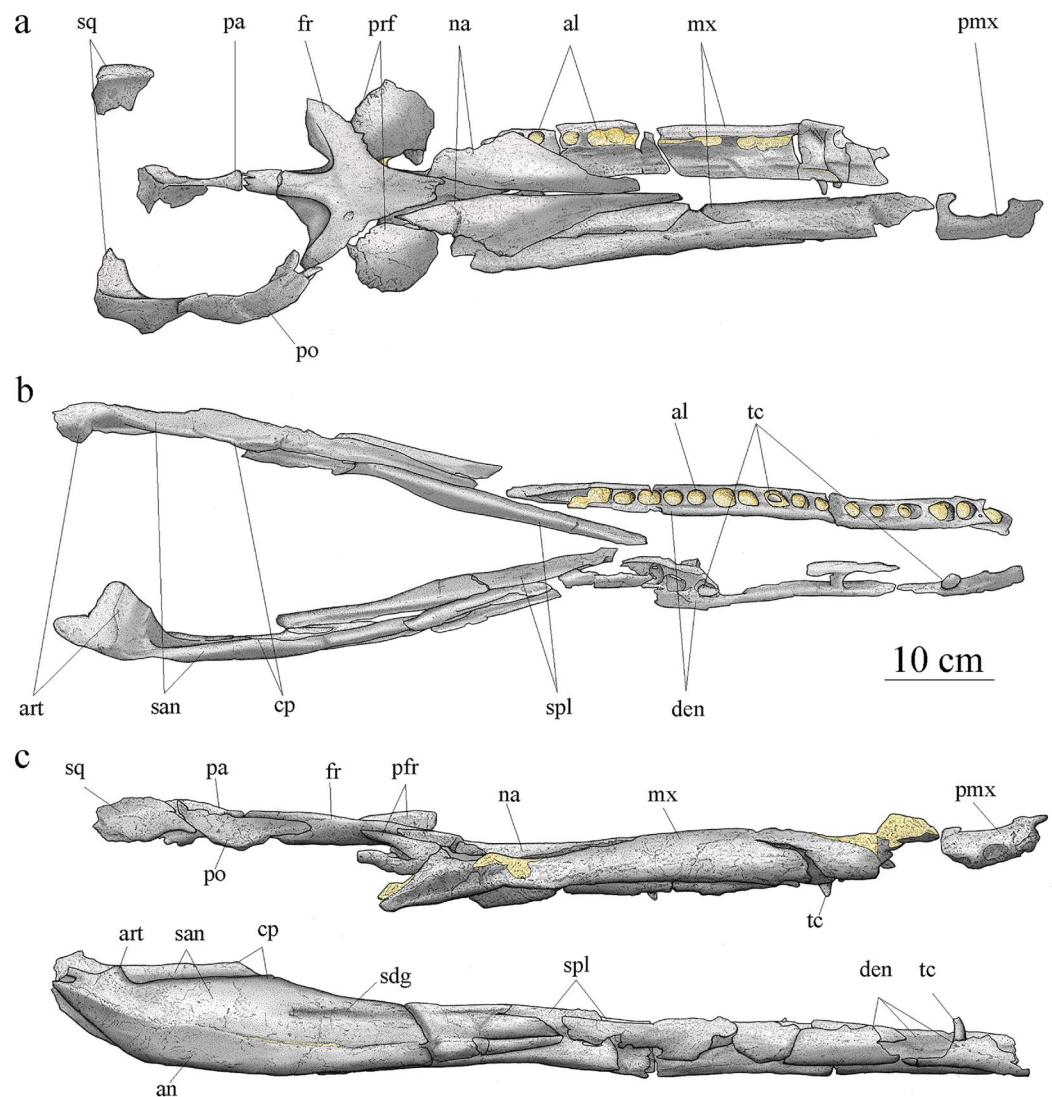 a
sq pa fr prf na al mx pmx
po
b
al tc
10 cm
art san cp spl den
c
sq pa fr pfr na mx pmx
po
tc
art san cp sdg spl den tc
an